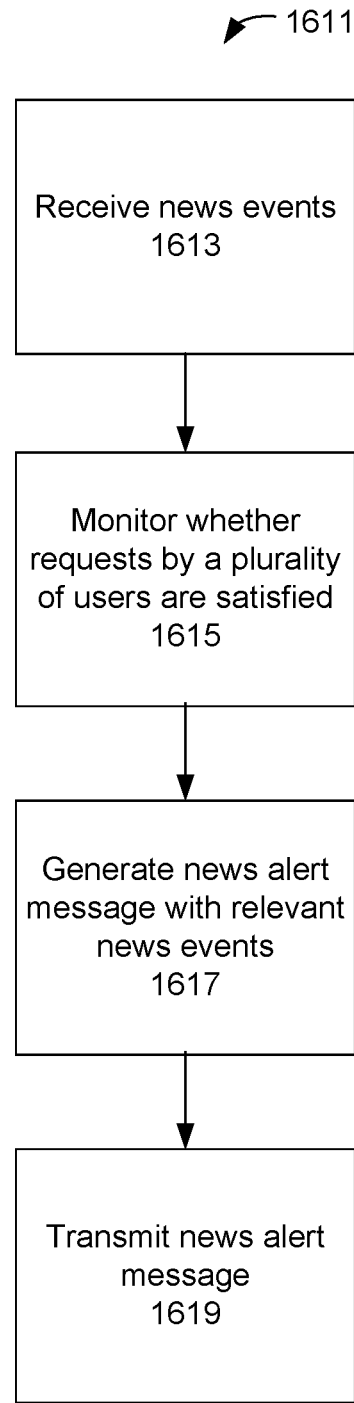 1611
Receive news events
1613
Monitor whether
requests by a plurality
of users are satisfied
1615
Generate news alert
message with relevant
news events
1617
Transmit news alert
message
1619